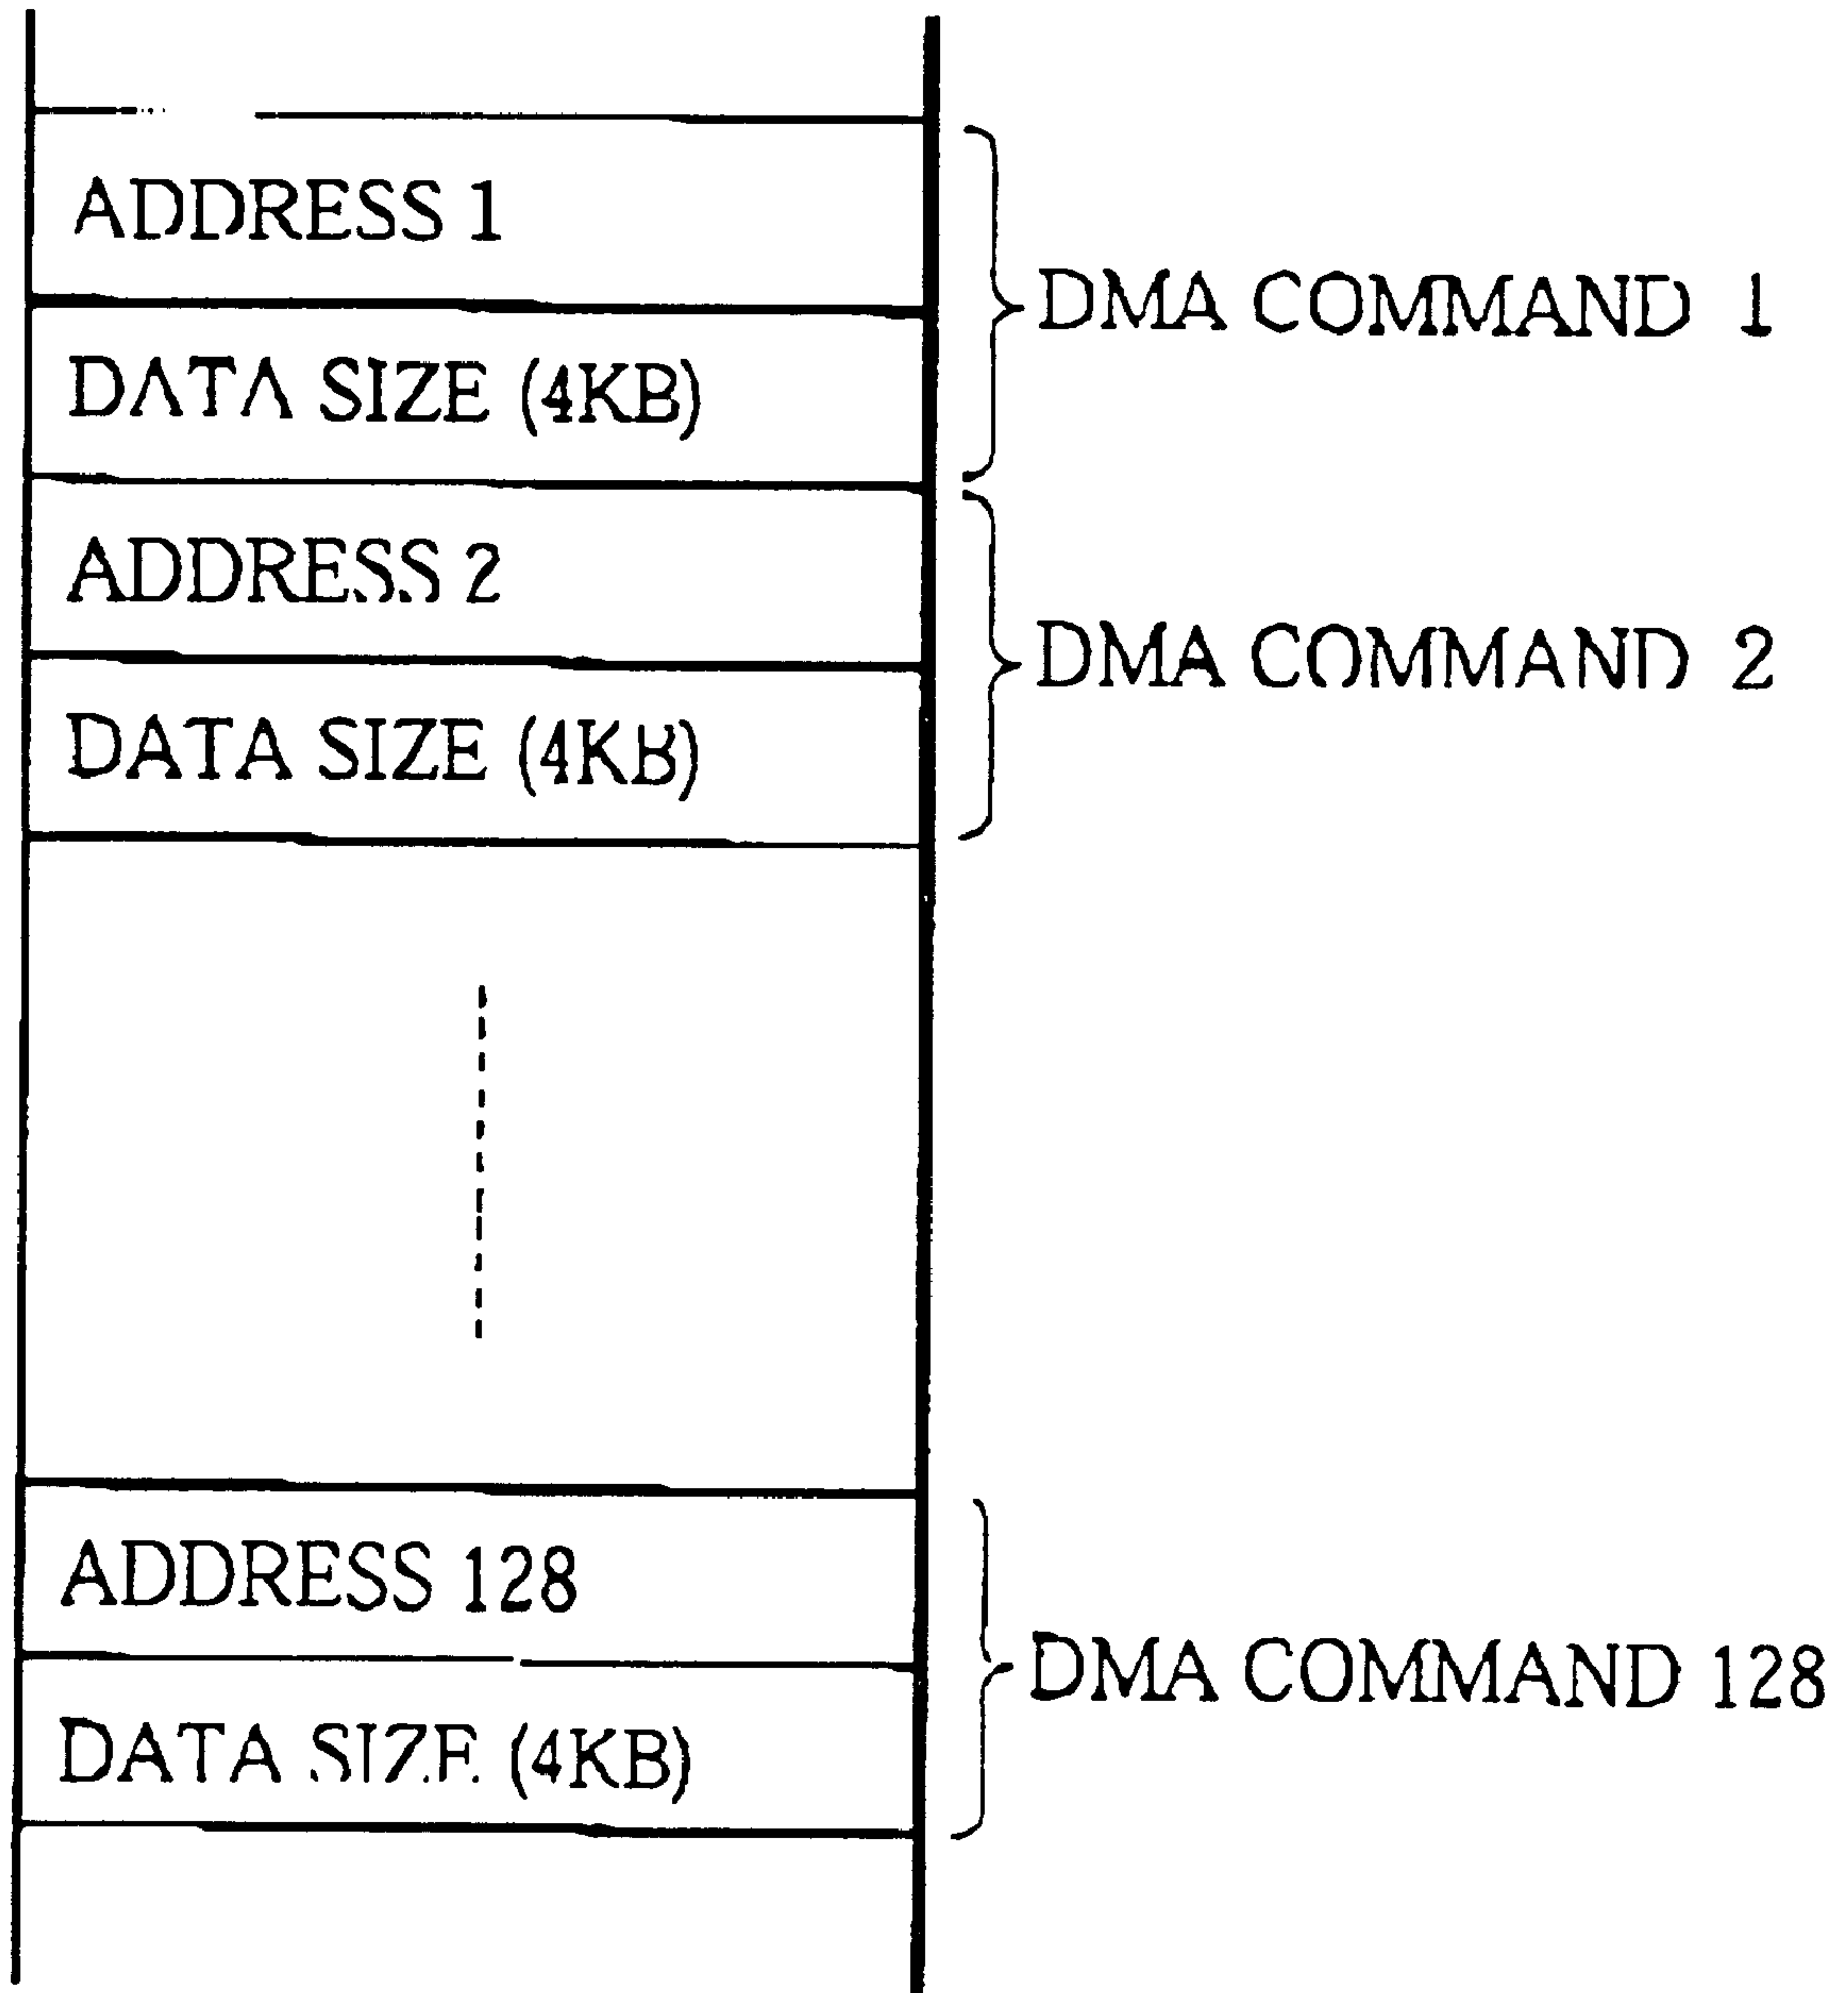 ADDRESS 1
DMA COMMAND 1
DATA SIZE (4KB)
ADDRESS 2
DMA COMMAND 2
DATA SIZE (4KB)
ADDRESS 128
DMA COMMAND 128
DATA SIZE (4KB)